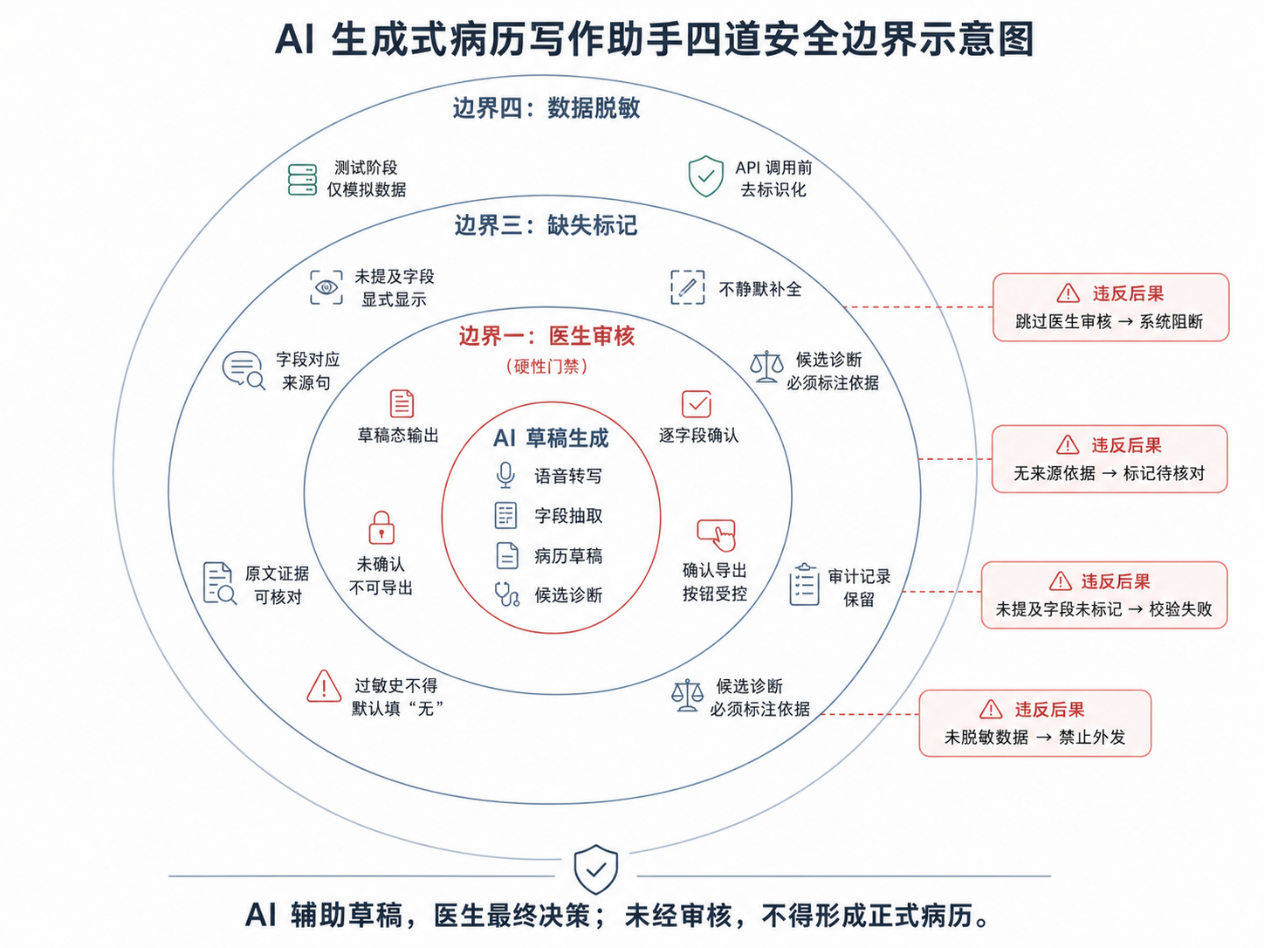 AI 生成式病历写作助手四道安全边界示意图
边界四：数据脱敏
测试阶段
仅模拟数据
API 调用前
去标识化
边界三：缺失标记
未提及字段
显式显示
不静默补全
违反后果
跳过医生审核 → 系统阻断
边界一：医生审核
（硬性门禁）
字段对应
来源句
候选诊断
必须标注依据
草稿态输出
逐字段确认
AI 草稿生成
语音转写
字段抽取
病历草稿
候选诊断
违反后果
无来源依据 → 标记待核对
未确认
不可导出
确认导出
按钮受控
原文证据
可核对
审计记录
保留
违反后果
未提及字段未标记 → 校验失败
过敏史不得
默认填“无”
候选诊断
必须标注依据
违反后果
未脱敏数据 → 禁止外发
AI 辅助草稿，医生最终决策；未经审核，不得形成正式病历。